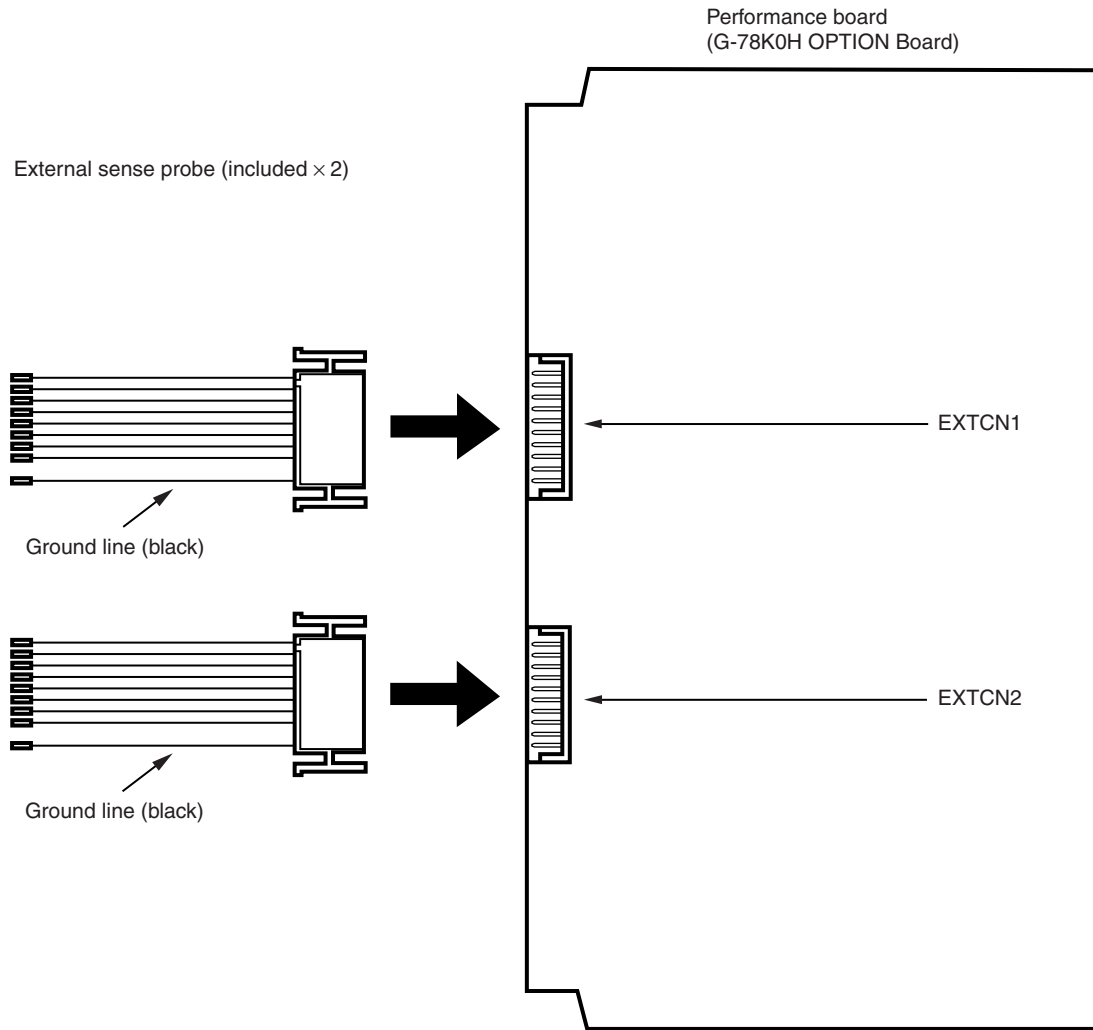 Performance board
(G-78K0H OPTION Board)
External sense probe (included × 2)
EXTCN1
Ground line (black)
EXTCN2
Ground line (black)